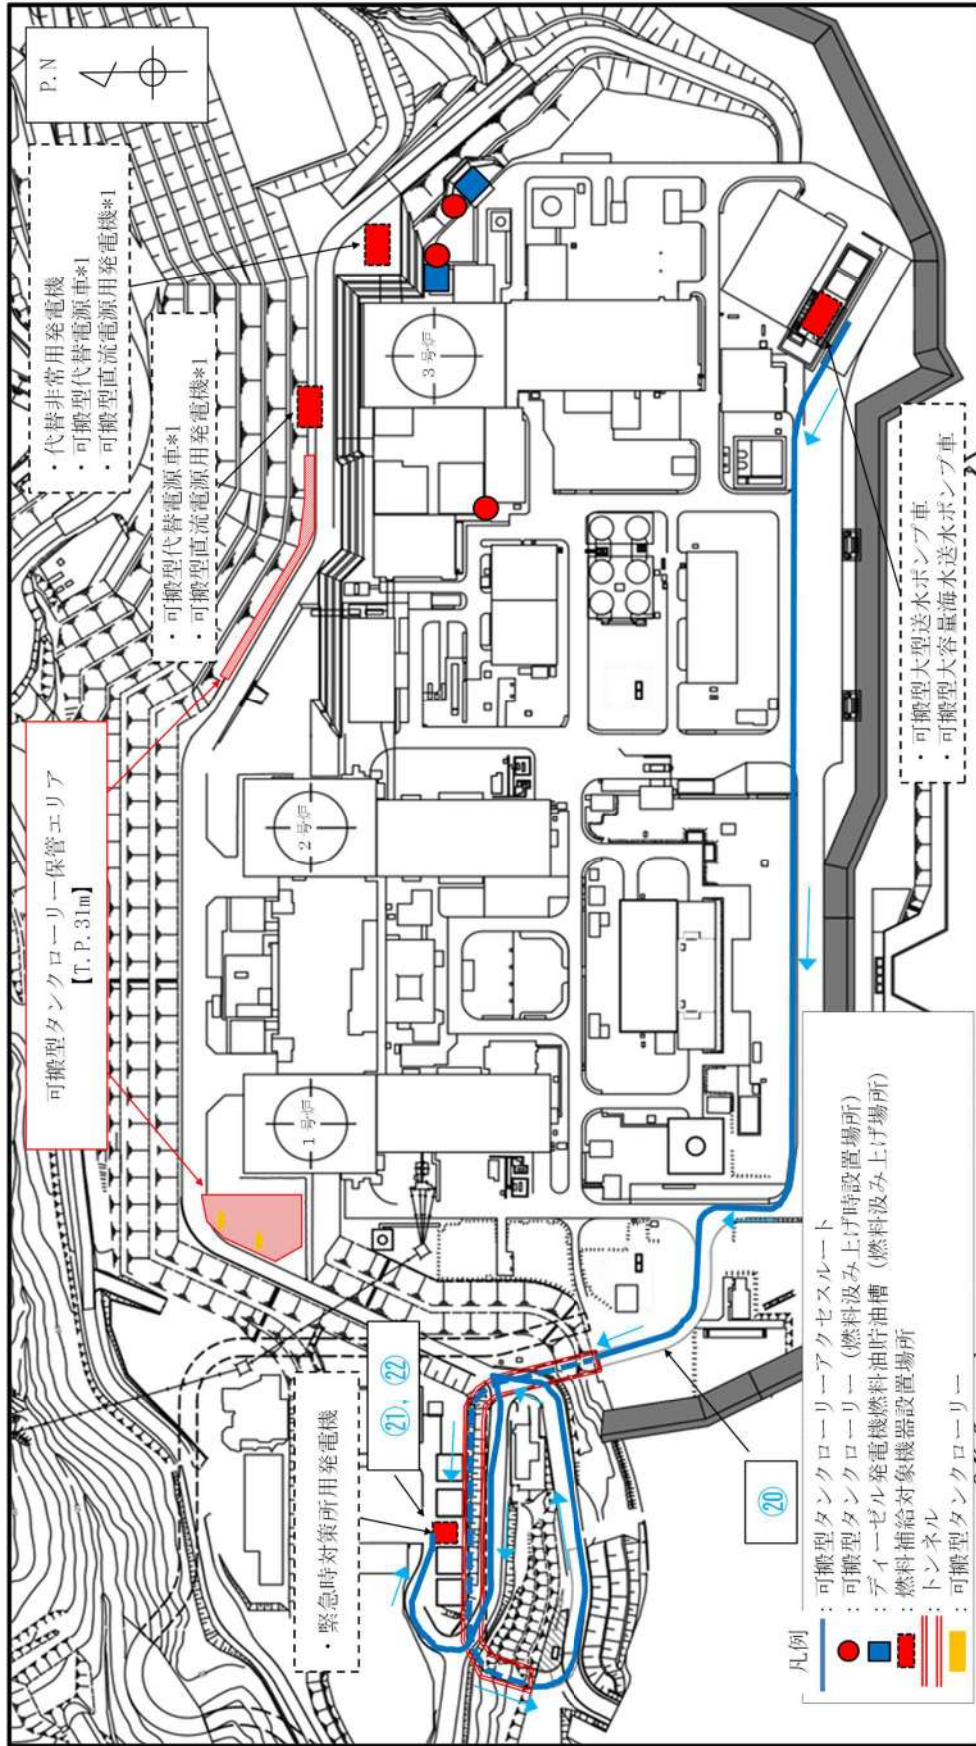 P.N
・代替非常用発電機
・可搬型代替電源車*1
・可搬型直流電源用発電機*1
・可搬型代替電源車*1
・可搬型直流電源用発電機*1
可搬型タンクローリー保管エリア
【T.P.31m】
3号炉
2号炉
1号炉
・緊急時対策所用発電機
㉑，㉒
⑳
・可搬型大型送水ポンプ車
・可搬型大容量海水送水ポンプ車
凡例
：可搬型タンクローリーアクセスルート
：可搬型タンクローリー（燃料汲み上げ時設置場所）
：ディーゼル発電機燃料油貯油槽（燃料汲み上げ場所）
：燃料補給対象機器設置場所
：トンネル
：可搬型タンクローリー